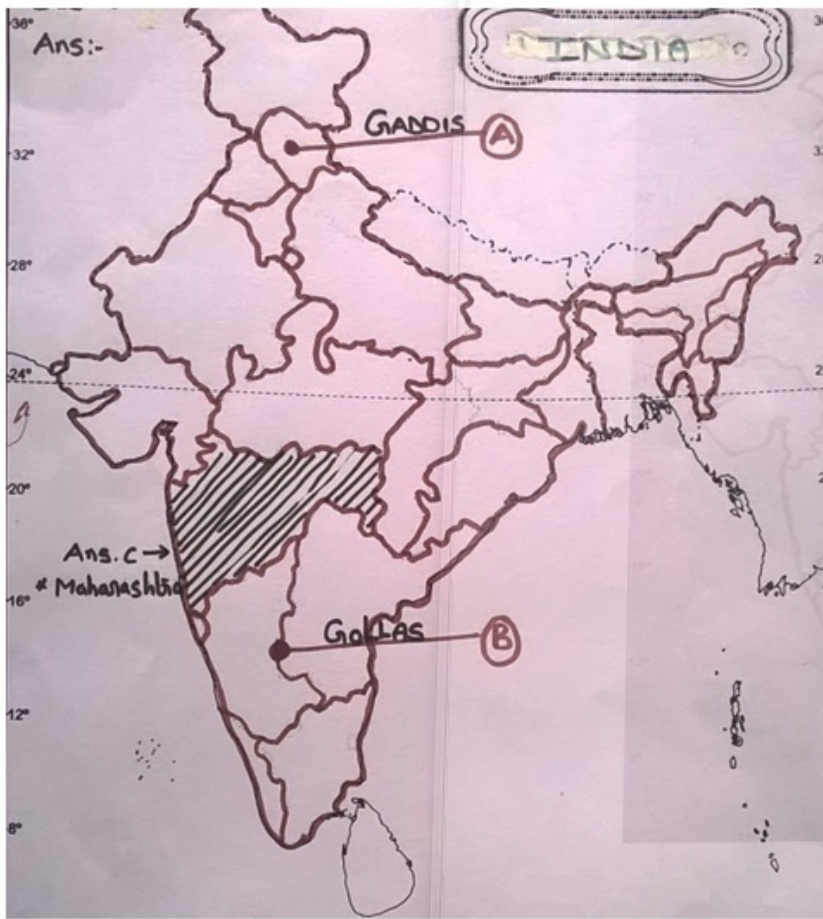 36°
Ans:-
INDIA
GADDIS
A
32°
28°
24°
20°
Ans. C →
* Maharashtra
16°
GOLLAS
B
12°
8°